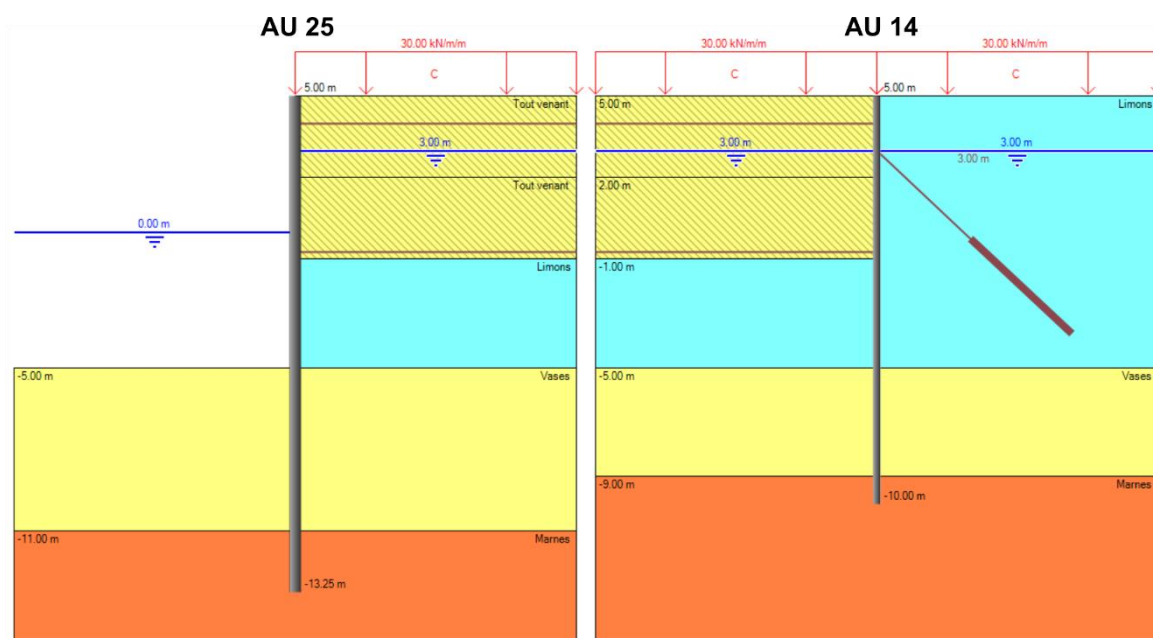 AU 25
AU 14
30.00 kN/m/m
30.00 kN/m/m
30.00 kN/m/m
C
C
C
5.00 m
5.00 m
Tout venant
5.00 m
Limons
3.00 m
3.00 m
3.00 m
3.00 m
Tout venant
2.00 m
0.00 m
Limons
-1.00 m
-5.00 m
Vases
-5.00 m
Vases
-9.00 m
Marnes
-10.00 m
-11.00 m
Marnes
-13.25 m